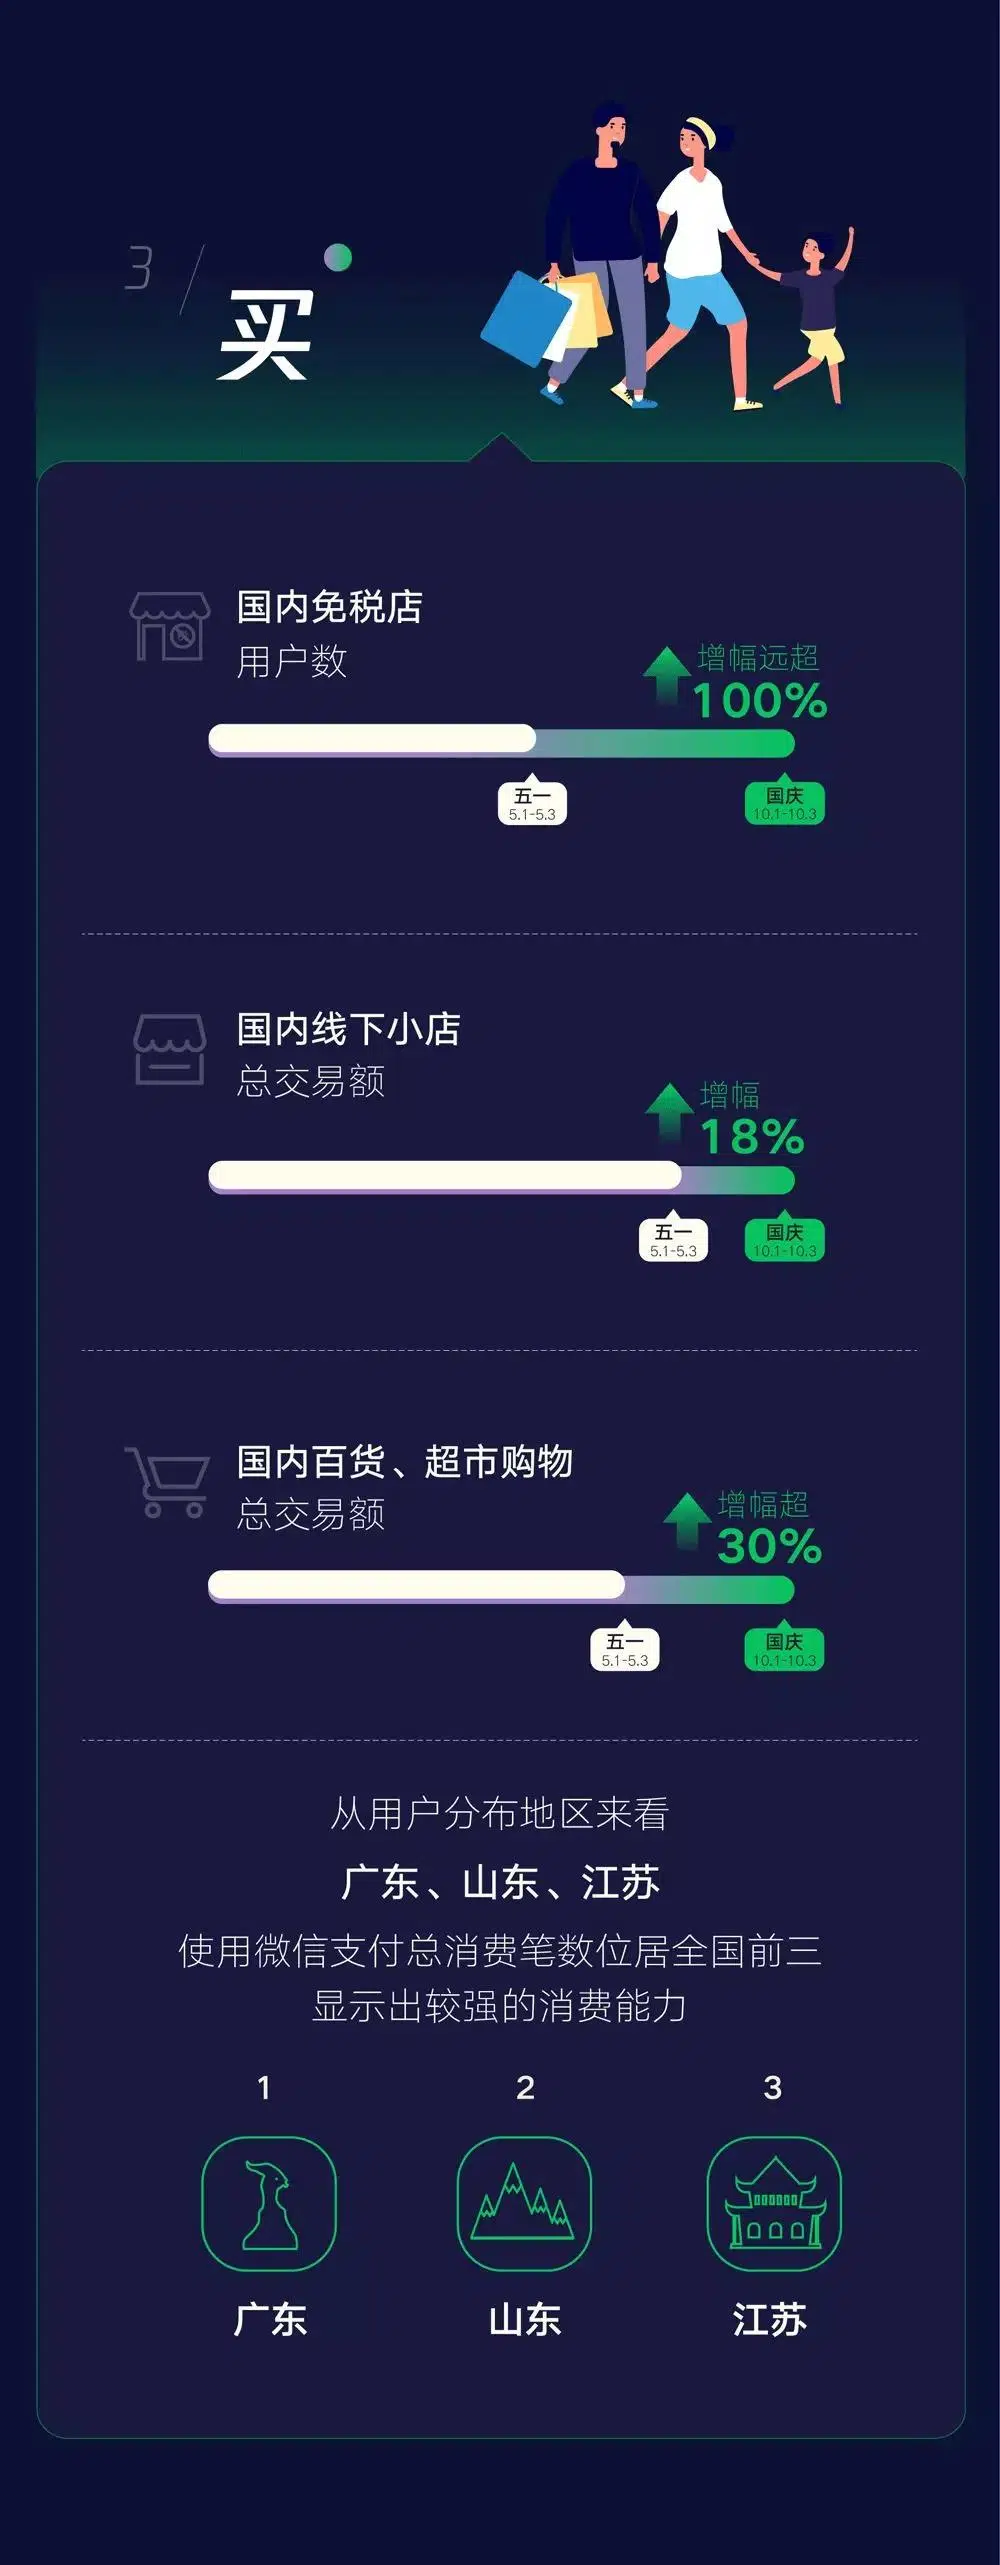 3/
买
国内免税店
用户数
增幅远超
100%
五一
5.1-5.3
国庆
10.1-10.3
国内线下小店
总交易额
增幅
18%
五一
5.1-5.3
国庆
10.1-10.3
国内百货、超市购物
总交易额
增幅超
30%
五一
5.1-5.3
国庆
10.1-10.3
从用户分布地区来看
广东、山东、江苏
使用微信支付总消费笔数位居全国前三
显示出较强的消费能力
1
2
3
广东
山东
江苏